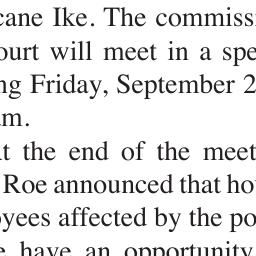 cane Ike. The commiss
ourt will meet in a spe
ng Friday, September 2
m.
t the end of the meet
Roe announced that ho
yees affected by the po
have an opportunity